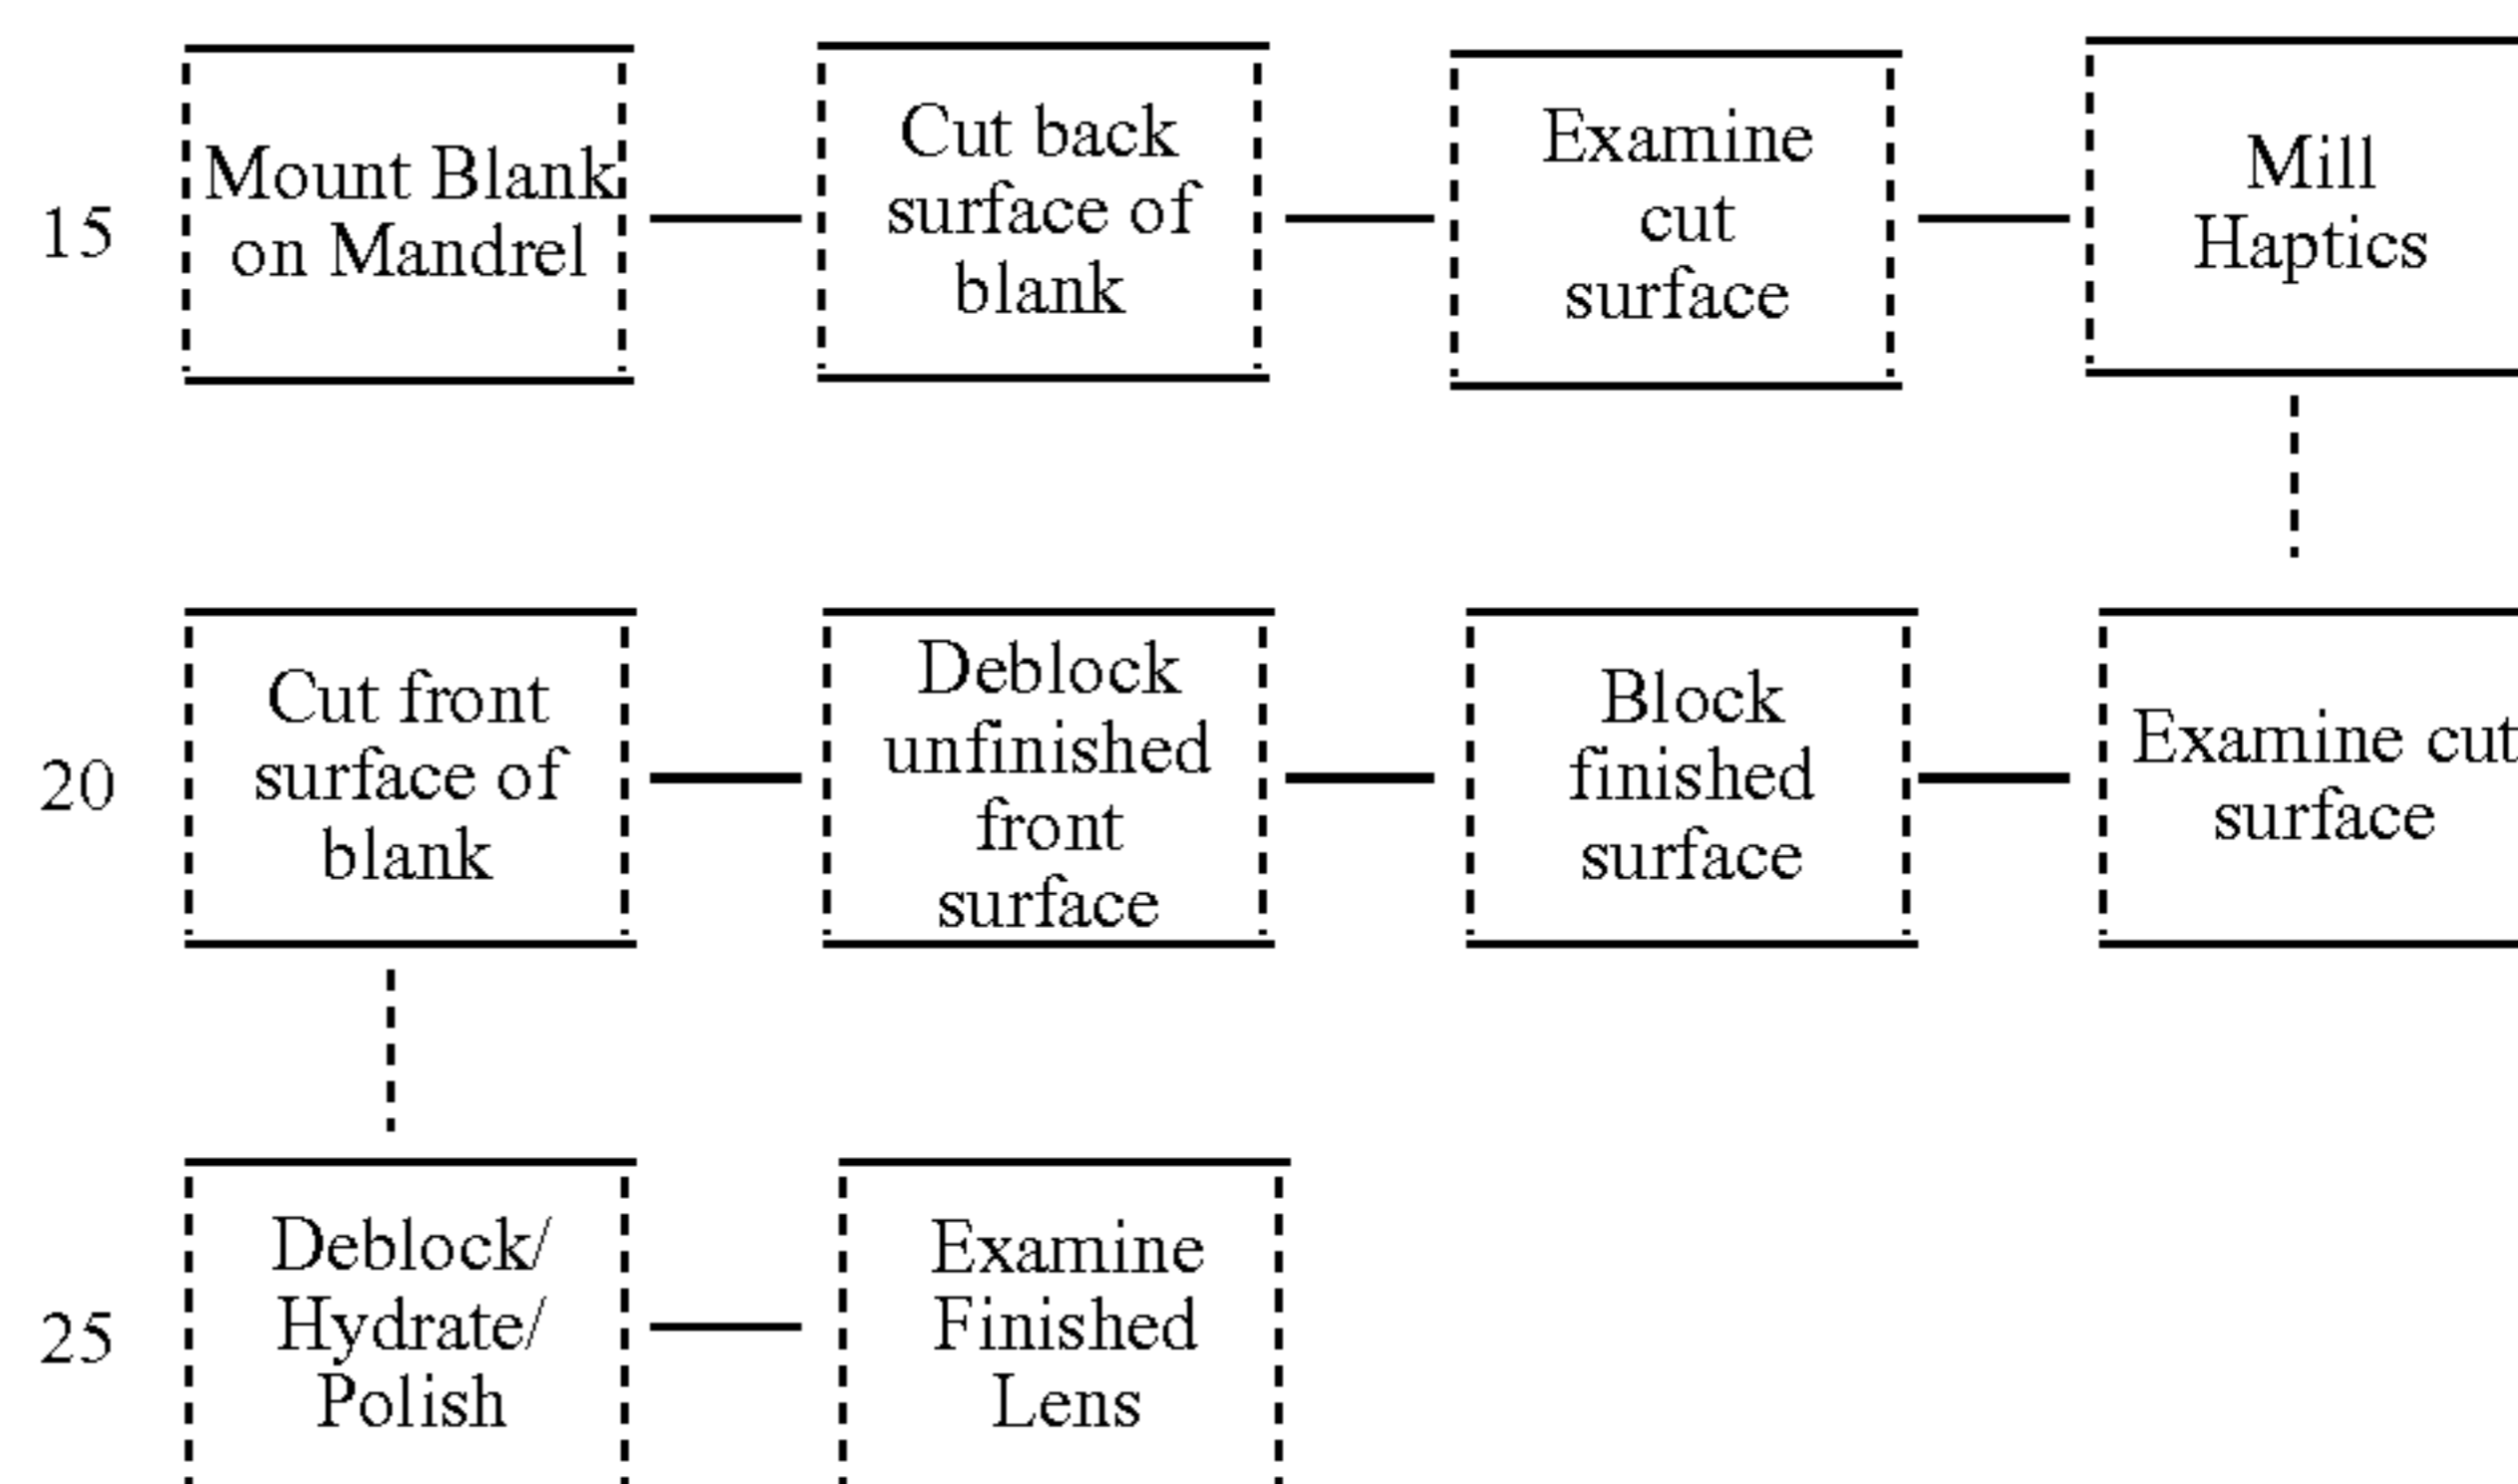 15
Mount Blank
on Mandrel
Cut back
surface of
blank
Examine
cut
surface
Mill
Haptics
20
Cut front
surface of
blank
Deblock
unfinished
front
surface
Block
finished
surface
Examine cut
surface
25
Deblock/
Hydrate/
Polish
Examine
Finished
Lens